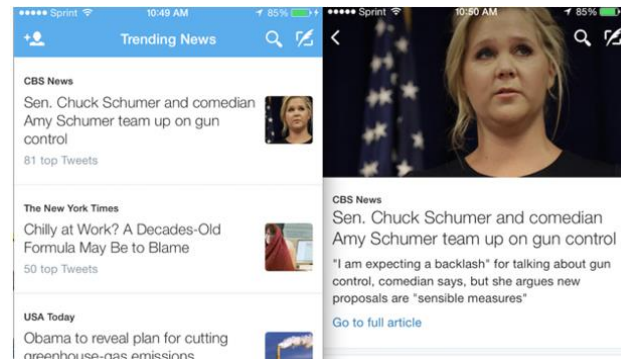 Sprint 10:49 AM 85%
Trending News
CBS News
Sen. Chuck Schumer and comedian
Amy Schumer team up on gun
control
81 top Tweets
The New York Times
Chilly at Work? A Decades-Old
Formula May Be to Blame
50 top Tweets
USA Today
Obama to reveal plan for cutting
greenhouse-gas emissions
Sprint 10:50 AM 85%
CBS News
Sen. Chuck Schumer and comedian
Amy Schumer team up on gun control
"I am expecting a backlash" for talking about gun
control, comedian says, but she argues new
proposals are "sensible measures"
Go to full article